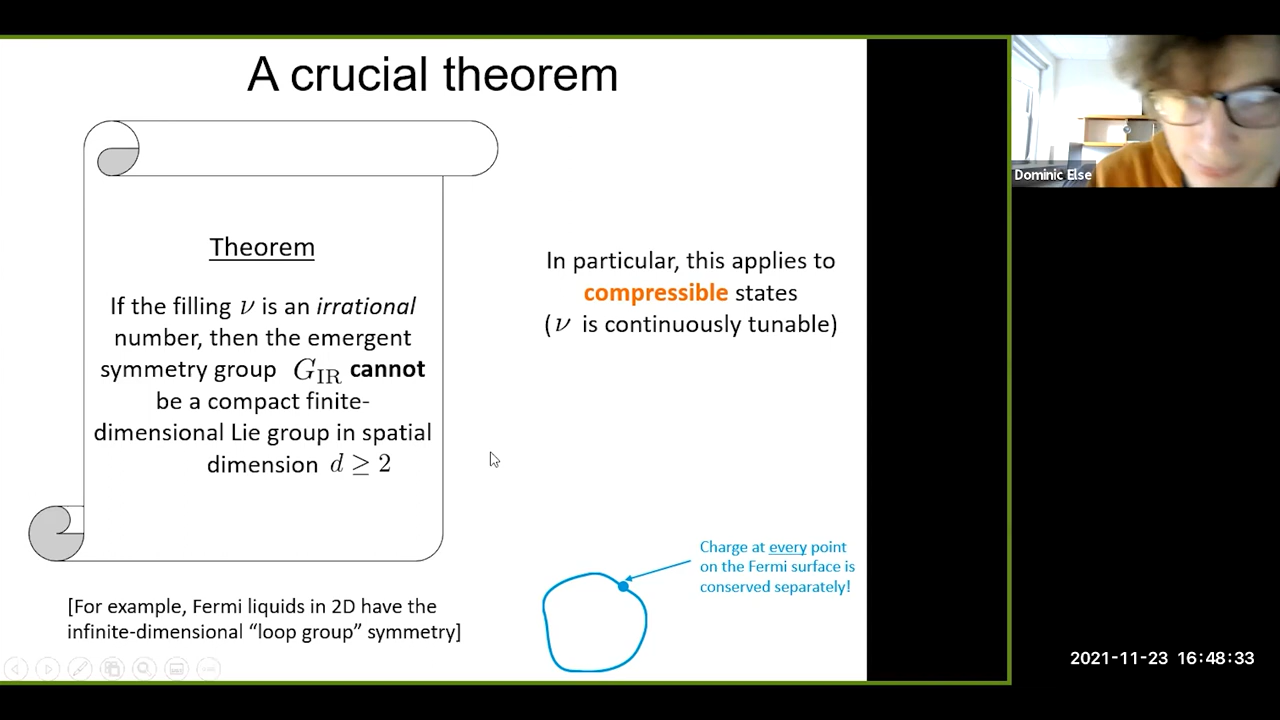 A crucial theorem
Theorem
If the filling ν is an irrational
number, then the emergent
symmetry group G_IR cannot
be a compact finite-
dimensional Lie group in spatial
dimension d ≥ 2
In particular, this applies to
compressible states
(ν is continuously tunable)
Charge at every point
on the Fermi surface is
conserved separately!
[For example, Fermi liquids in 2D have the
infinite-dimensional “loop group” symmetry]
Dominic Else
2021-11-23 16:48:33